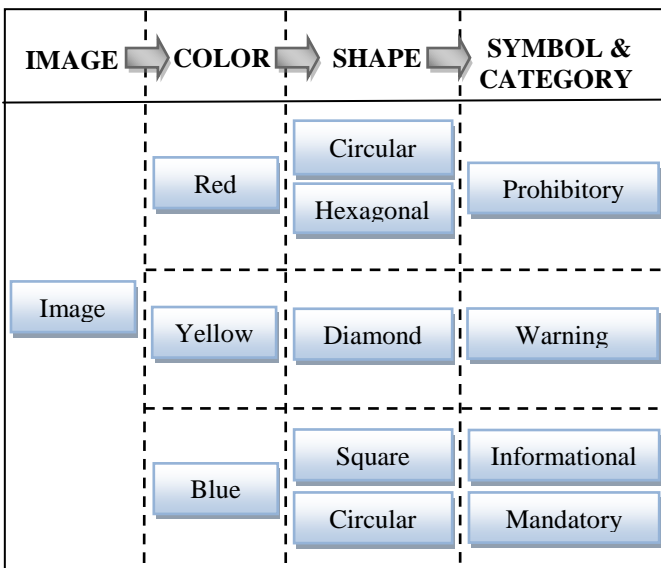 IMAGE COLOR SHAPE SYMBOL &
CATEGORY
Circular
Red
Hexagonal
Prohibitory
Image
Yellow
Diamond
Warning
Square
Informational
Blue
Circular
Mandatory